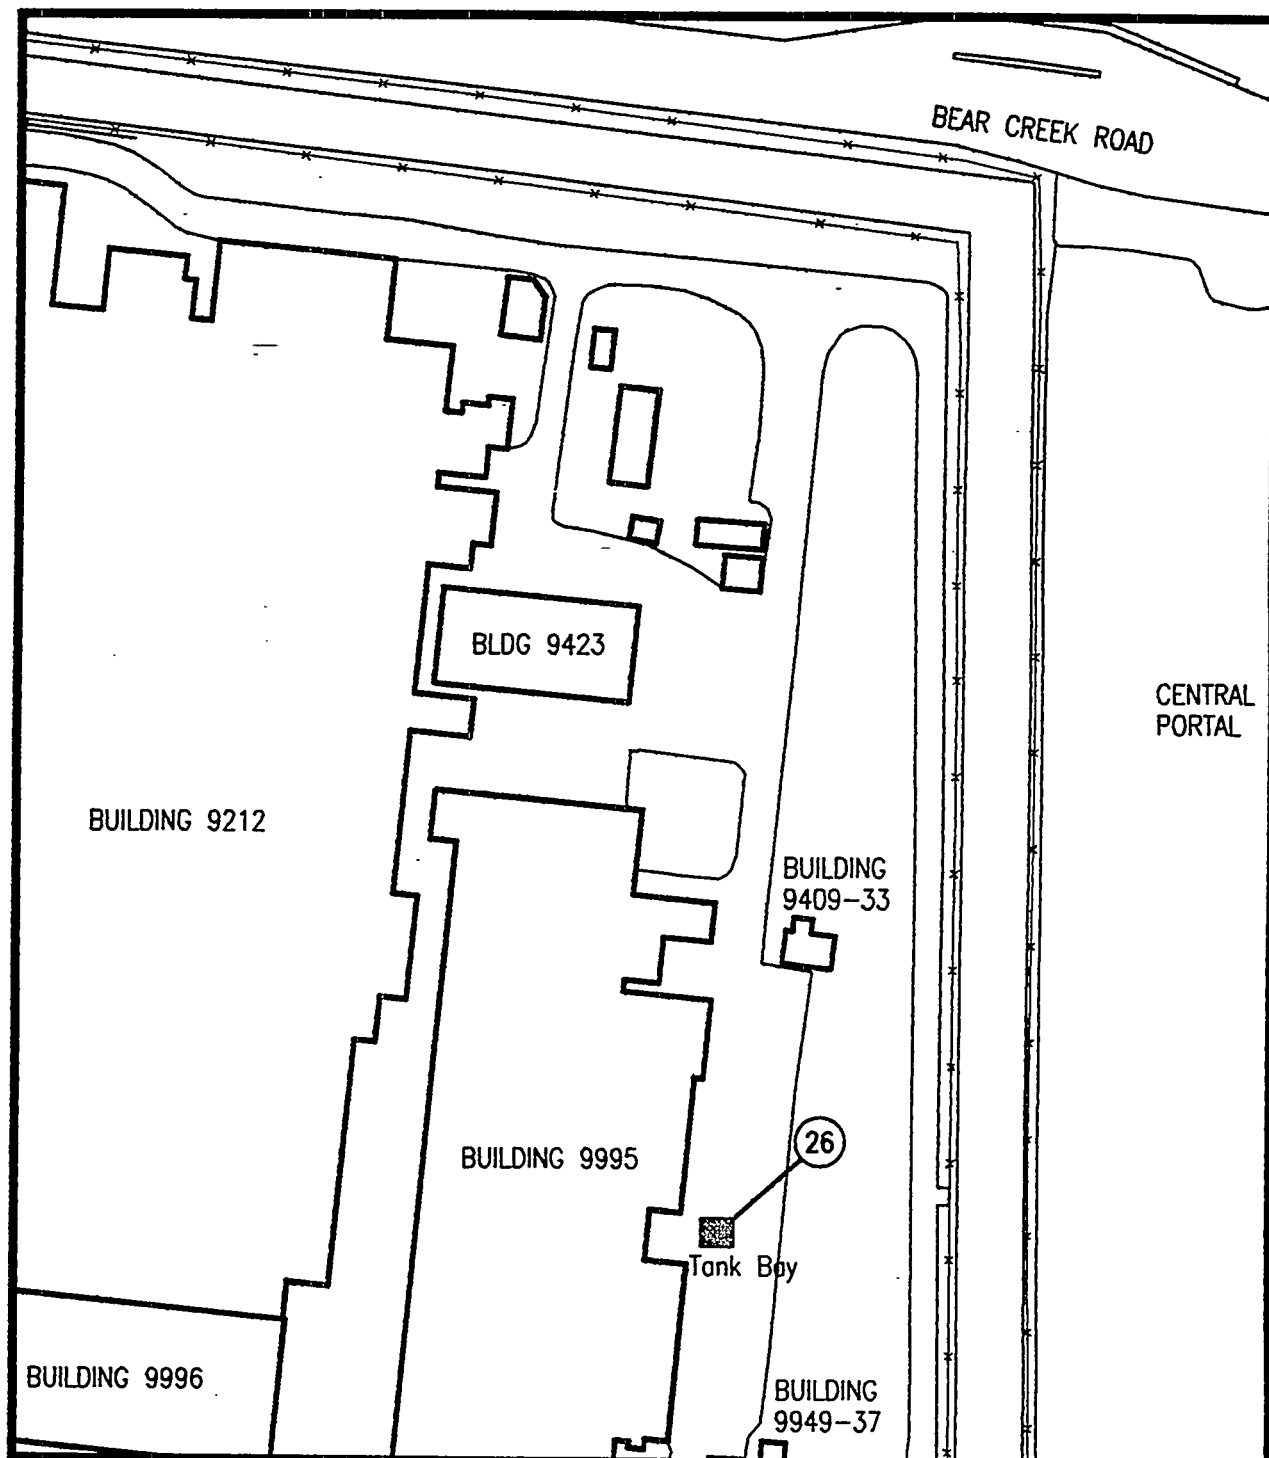 BEAR CREEK ROAD
BLDG 9423
CENTRAL
PORTAL
BUILDING 9212
BUILDING
9409-33
26
BUILDING 9995
Tank Bay
BUILDING 9996
BUILDING
9949-37